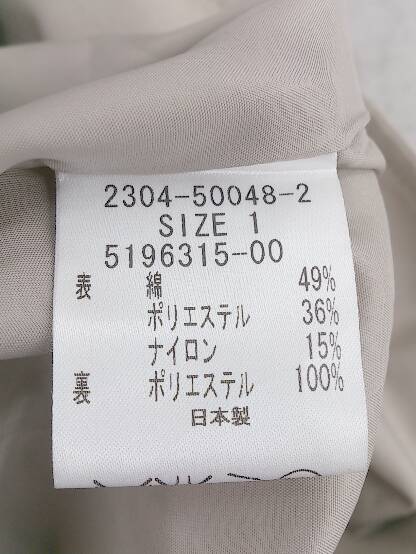 2304-50048-2
SIZE 1
5196315-00
表 綿 49%
ポリエステル 36%
ナイロン 15%
裏 ポリエステル 100%
日本製